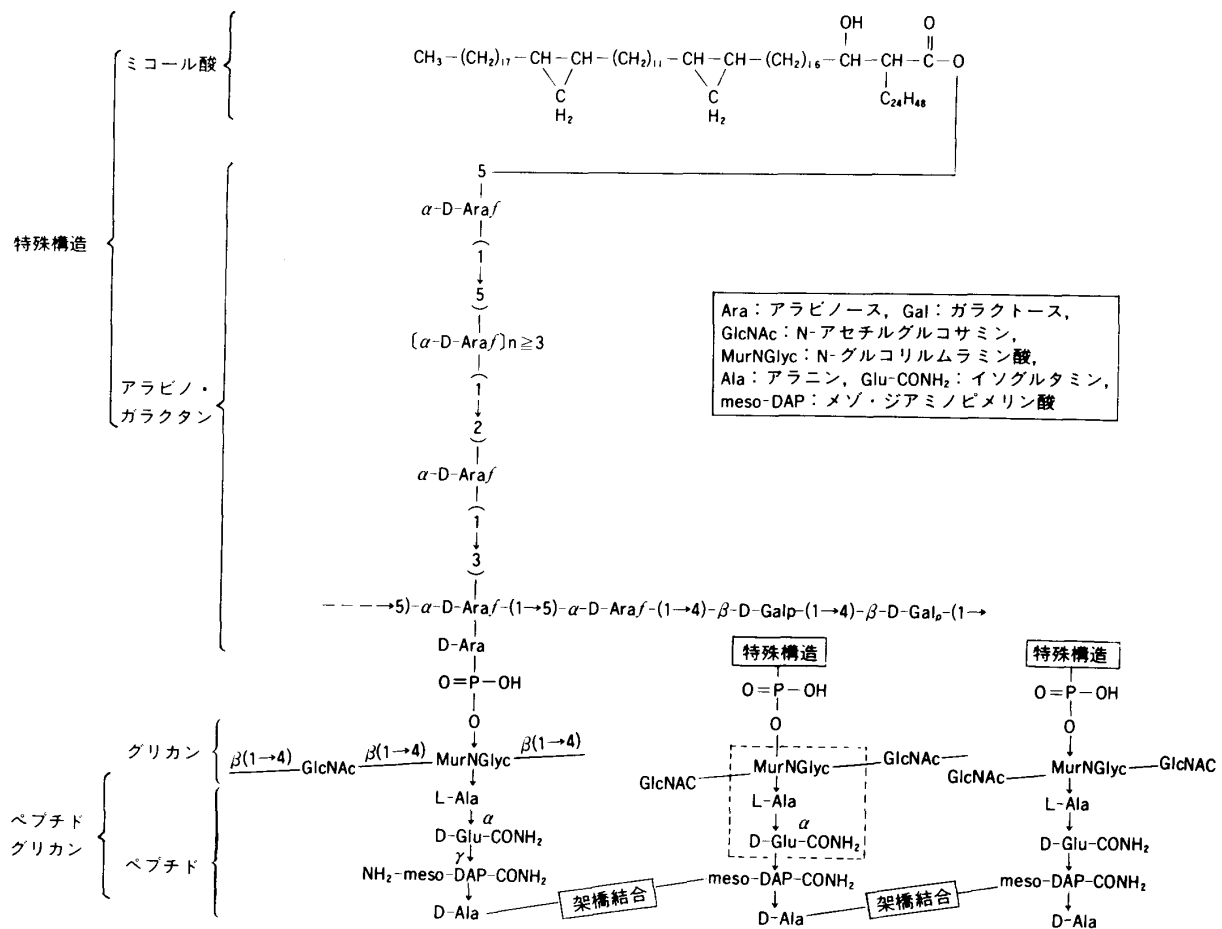 ミコール酸
OH
O
CH₃-(CH₂)₁₇-CH-CH-(CH₂)₁₁-CH-CH-(CH₂)₁₆-CH-CH-C-O
C
H₂
C
H₂
C₂₄H₄₈
特殊構造
アラビノ・
ガラクタン
5
α-D-Araf
(1
↓
5)
[α-D-Araf]n≧3
(1
↓
2)
α-D-Araf
(1
↓
3)
---→5)-α-D-Araf-(1→5)-α-D-Araf-(1→4)-β-D-Galp-(1→4)-β-D-Galp-(1→
D-Ara
O=P-OH
O
Ara:アラビノース, Gal:ガラクトース,
GlcNAc:N-アセチルグルコサミン,
MurNGlyc:N-グルコリルムラミン酸,
Ala:アラニン, Glu-CONH₂:イソグルタミン,
meso-DAP:メゾ・ジアミノピメリン酸
特殊構造
O=P-OH
O
特殊構造
O=P-OH
O
グリカン
β(1→4) GlcNAc β(1→4) MurNGlyc β(1→4)
GlcNAC MurNGlyc GlcNAc
GlcNAc MurNGlyc GlcNAC
ペプチド
グリカン
ペプチド
L-Ala
α
D-Glu-CONH₂
γ
NH₂-meso-DAP-CONH₂
D-Ala
架橋結合
L-Ala
α
D-Glu-CONH₂
meso-DAP-CONH₂
D-Ala
架橋結合
L-Ala
D-Glu-CONH₂
meso-DAP-CONH₂
D-Ala